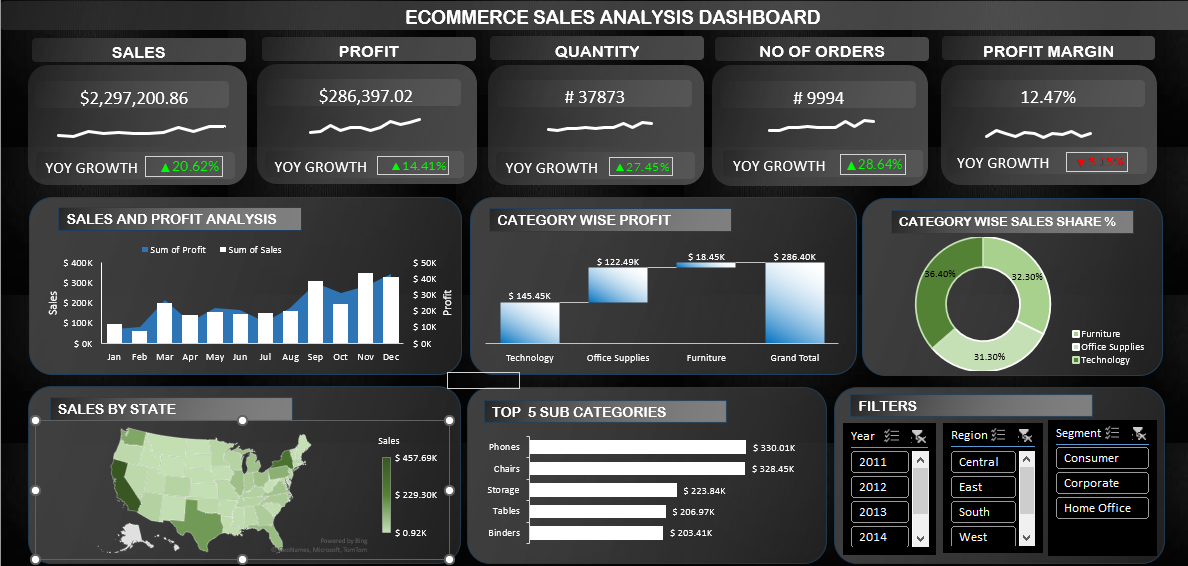 ECOMMERCE SALES ANALYSIS DASHBOARD
SALES
$2,297,200.86
YOY GROWTH ▲20.62%
PROFIT
$286,397.02
YOY GROWTH ▲14.41%
QUANTITY
# 37873
YOY GROWTH ▲27.45%
NO OF ORDERS
# 9994
YOY GROWTH ▲28.64%
PROFIT MARGIN
12.47%
YOY GROWTH
SALES AND PROFIT ANALYSIS
Sum of Profit Sum of Sales
Sales
$ 400K
$ 300K
$ 200K
$ 100K
$ 0K
$ 50K
$ 40K
$ 30K
$ 20K
$ 10K
$ 0K
Profit
Jan Feb Mar Apr May Jun Jul Aug Sep Oct Nov Dec
CATEGORY WISE PROFIT
$ 145.45K
$ 122.49K
$ 18.45K
$ 286.40K
Technology Office Supplies Furniture Grand Total
CATEGORY WISE SALES SHARE %
36.40%
32.30%
31.30%
Furniture
Office Supplies
Technology
SALES BY STATE
Sales
$ 457.69K
$ 229.30K
$ 0.92K
Powered by Bing
© GeoNames, Microsoft, TomTom
TOP 5 SUB CATEGORIES
Phones $ 330.01K
Chairs $ 328.45K
Storage $ 223.84K
Tables $ 206.97K
Binders $ 203.41K
FILTERS
Year
2011
2012
2013
2014
Region
Central
East
South
West
Segment
Consumer
Corporate
Home Office